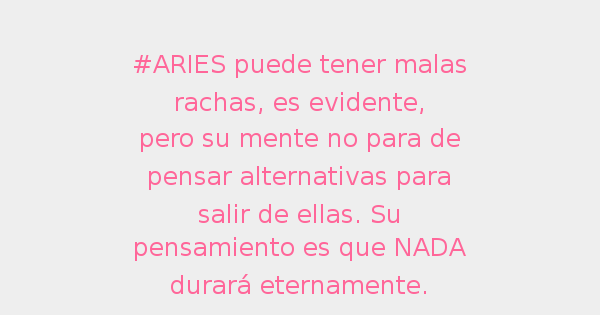 #ARIES puede tener malas
rachas, es evidente,
pero su mente no para de
pensar alternativas para
salir de ellas. Su
pensamiento es que NADA
durará eternamente.